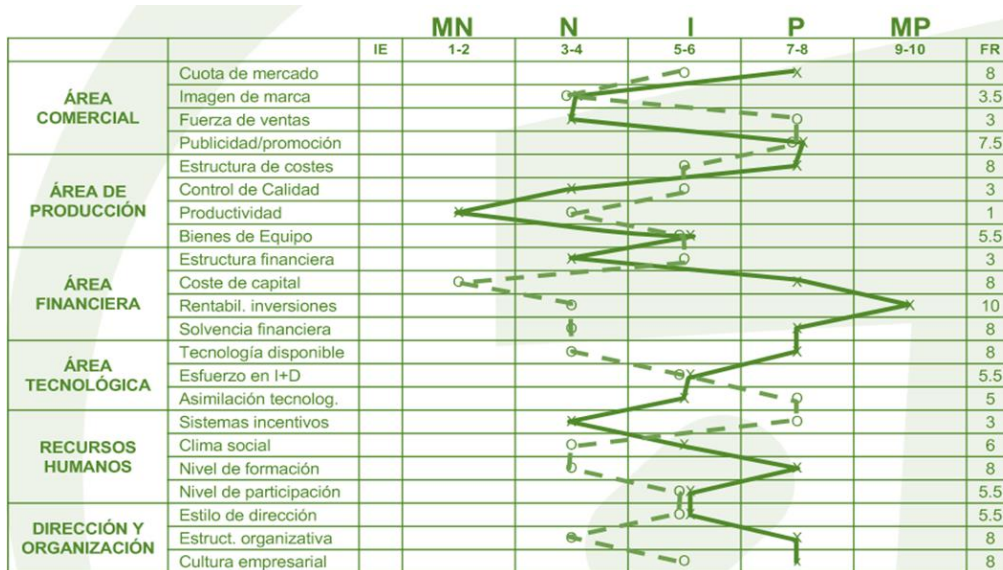 MN N I P MP
IE 1-2 3-4 5-6 7-8 9-10 FR
ÁREA COMERCIAL
Cuota de mercado 8
Imagen de marca 3.5
Fuerza de ventas 3
Publicidad/promoción 7.5
ÁREA DE PRODUCCIÓN
Estructura de costes 8
Control de Calidad 3
Productividad 1
Bienes de Equipo 5.5
ÁREA FINANCIERA
Estructura financiera 3
Coste de capital 8
Rentabil. inversiones 10
Solvencia financiera 8
ÁREA TECNOLÓGICA
Tecnología disponible 8
Esfuerzo en I+D 5.5
Asimilación tecnolog. 5
RECURSOS HUMANOS
Sistemas incentivos 3
Clima social 6
Nivel de formación 8
Nivel de participación 5.5
DIRECCIÓN Y ORGANIZACIÓN
Estilo de dirección 5.5
Estruct. organizativa 8
Cultura empresarial 8